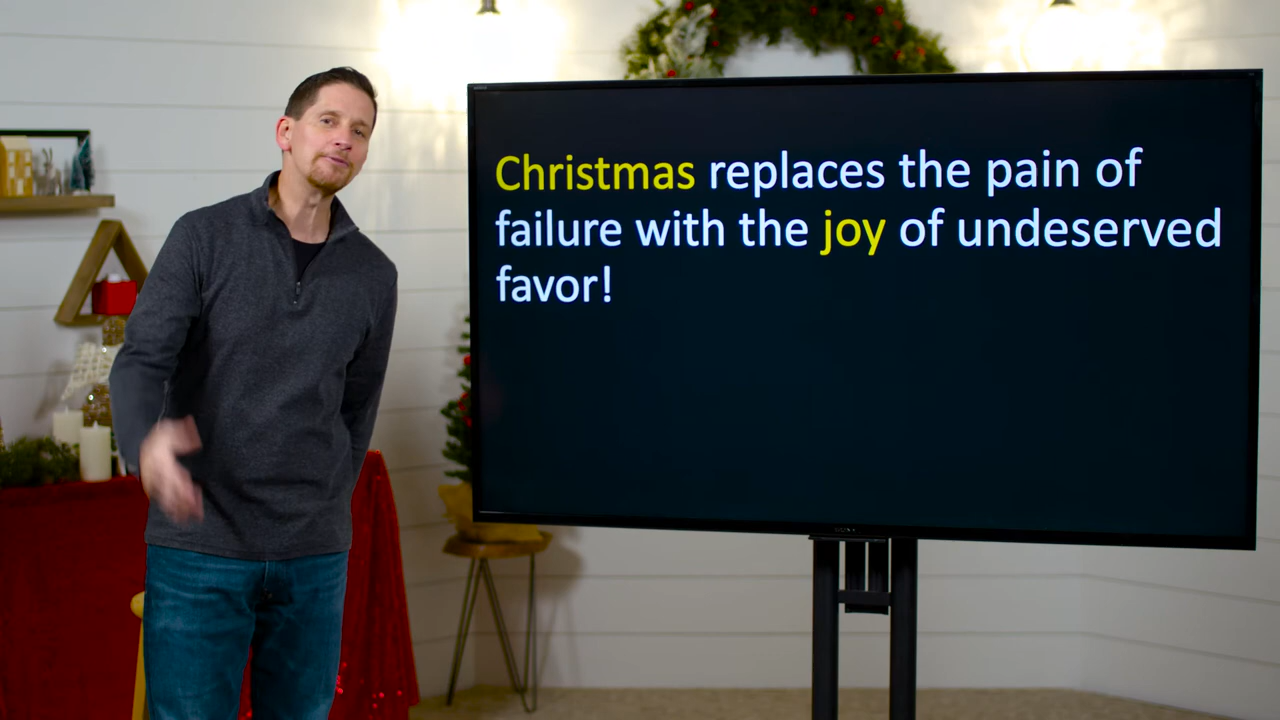 Christmas replaces the pain of
failure with the joy of undeserved
favor!